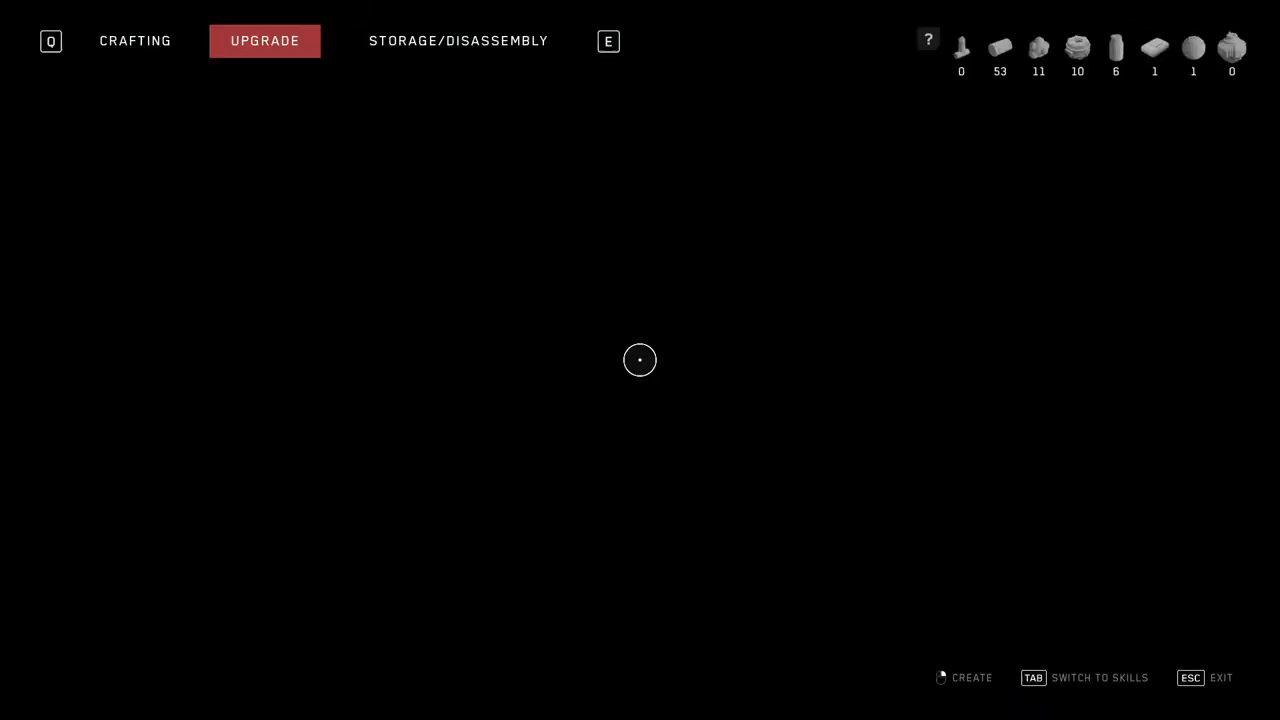 Q CRAFTING UPGRADE STORAGE/DISASSEMBLY E ?
0 53 11 10 6 1 1 0
CREATE TAB SWITCH TO SKILLS ESC EXIT